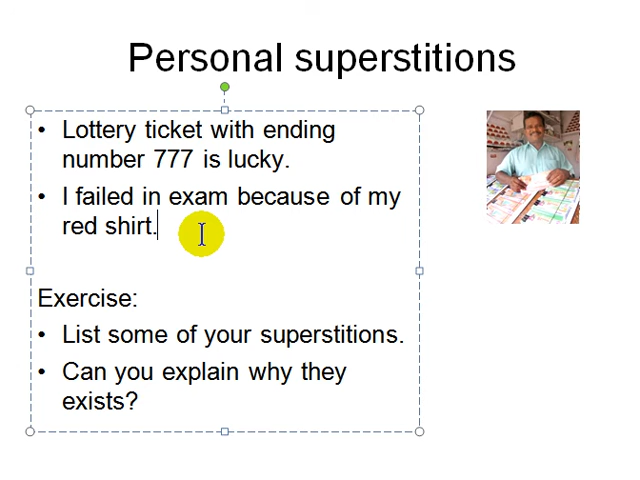 Personal superstitions
• Lottery ticket with ending
number 777 is lucky.
• I failed in exam because of my
red shirt.
Exercise:
• List some of your superstitions.
• Can you explain why they
exists?